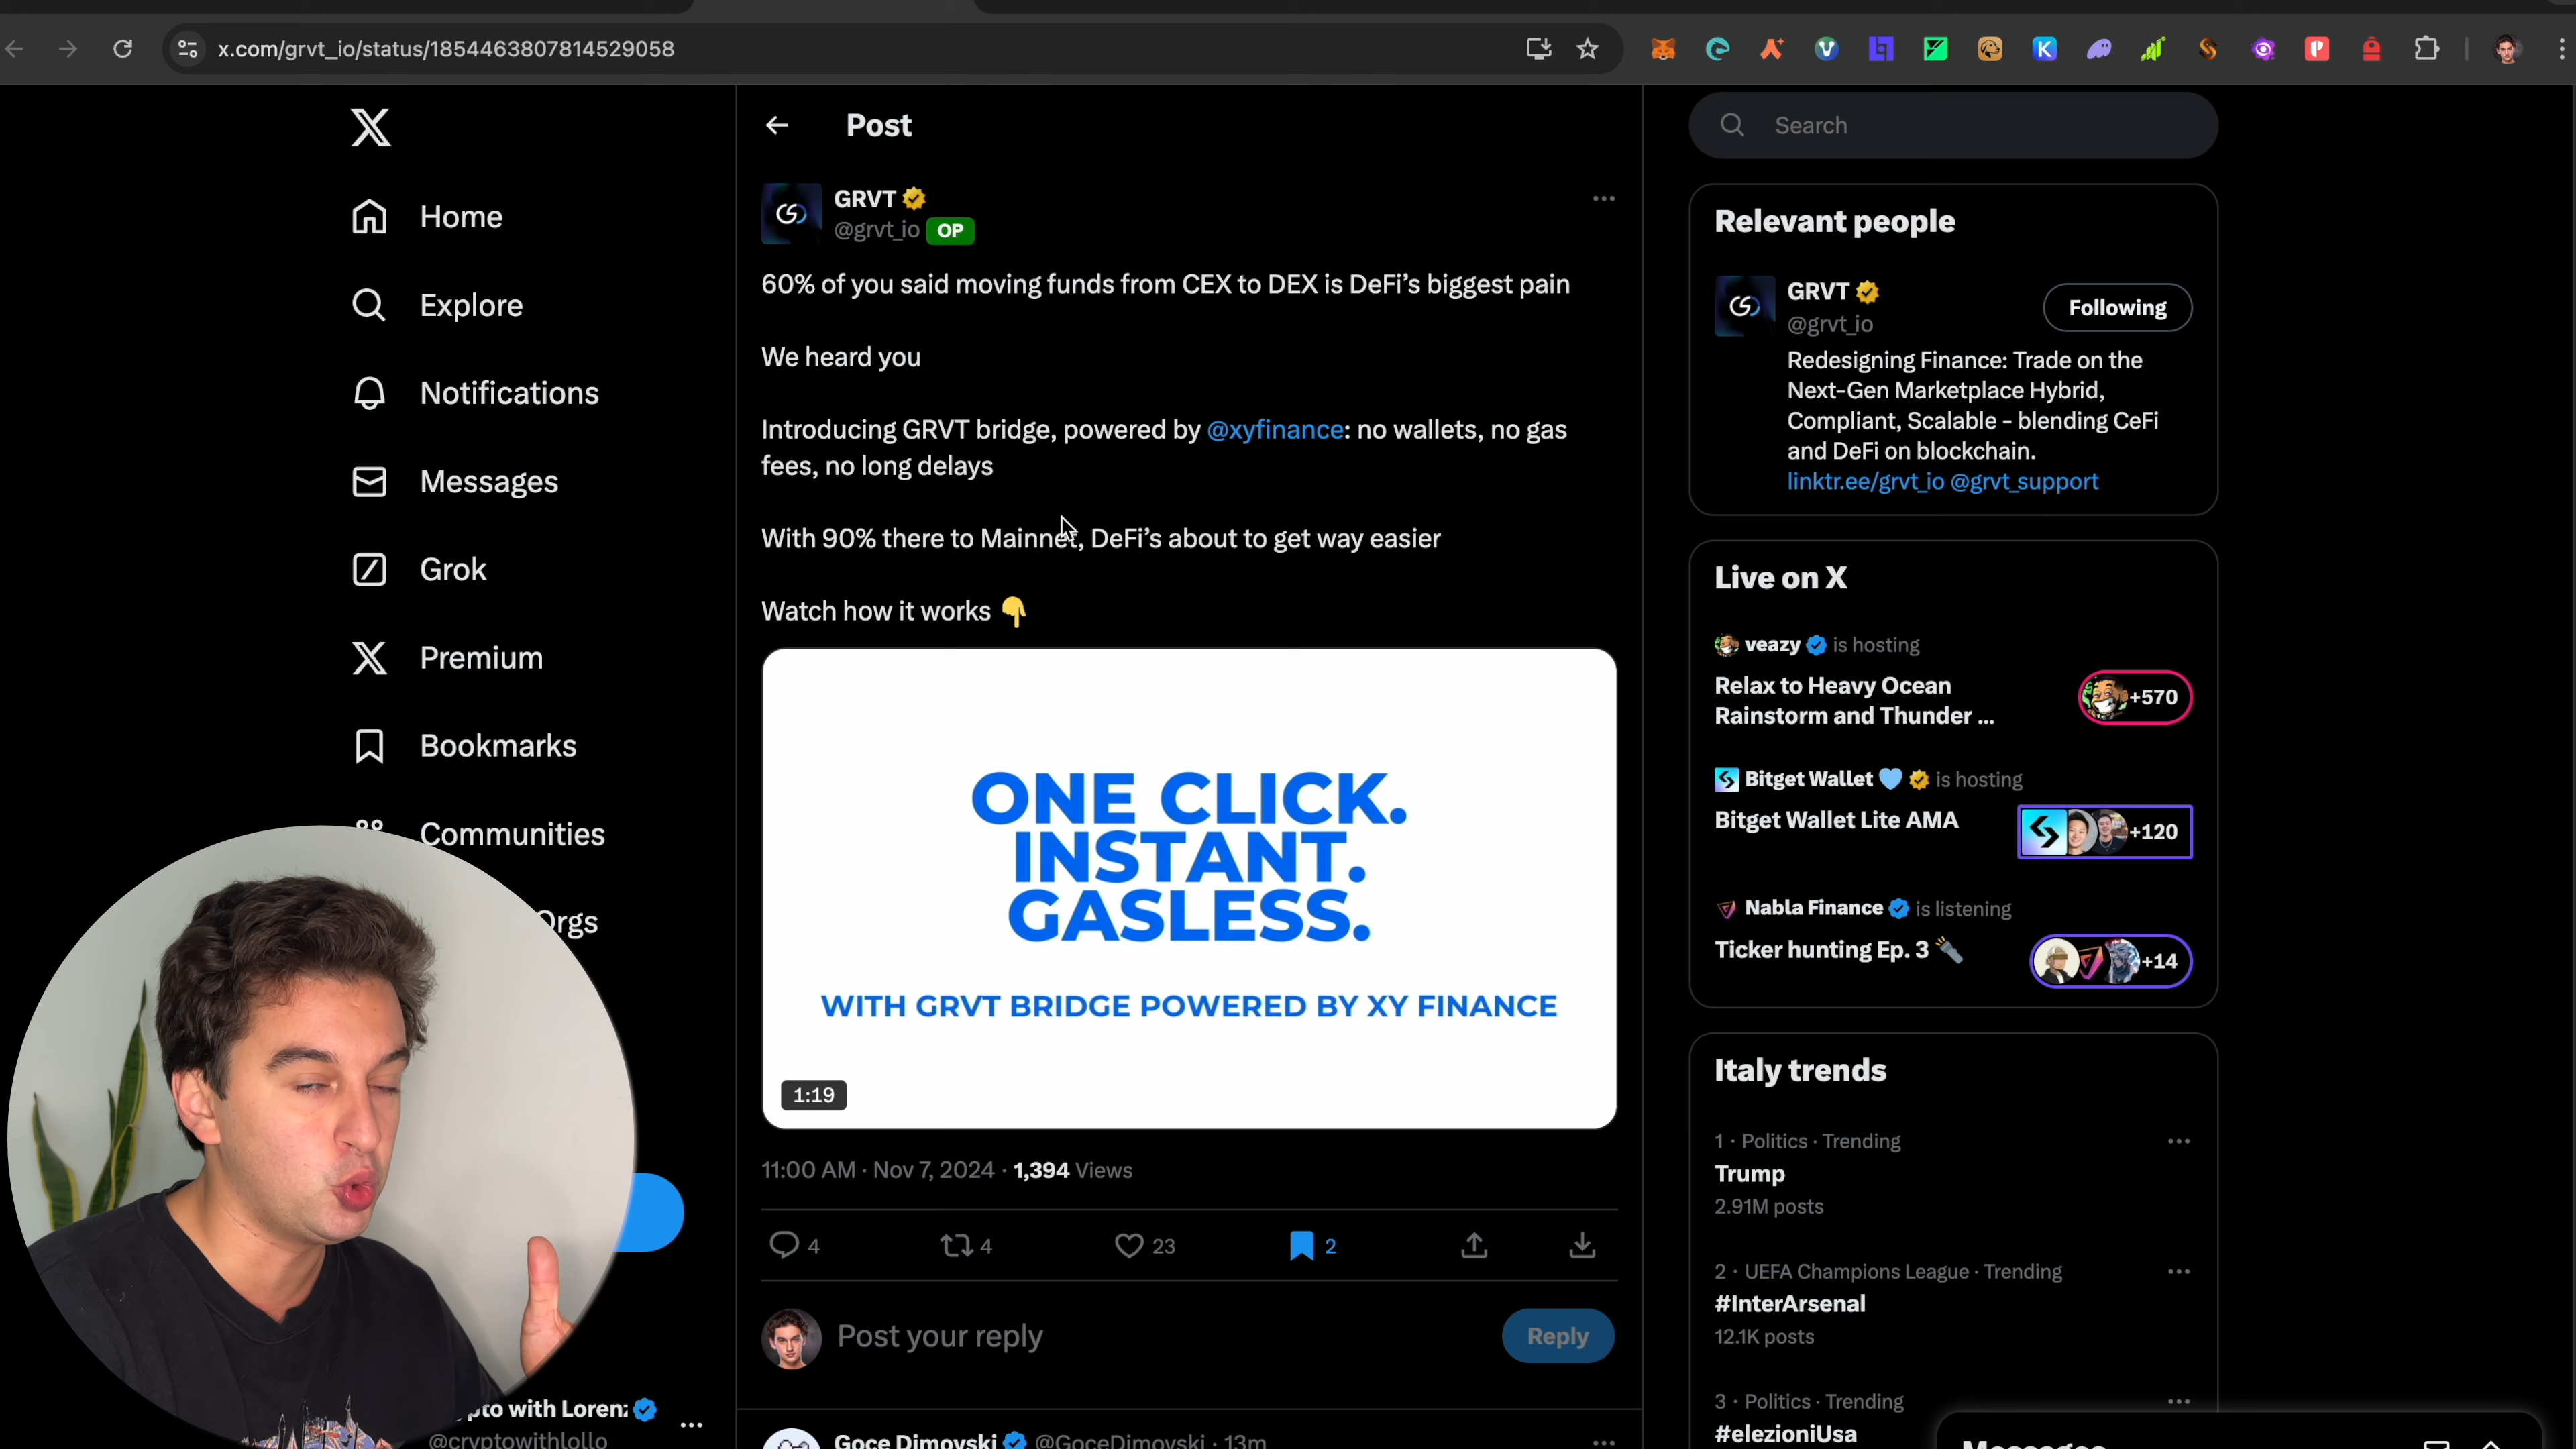 x.com/grvt_io/status/1854463807814529058
Home
Explore
Notifications
Messages
Grok
Premium
Bookmarks
Communities
Orgs
pto with Loren
@cryptowithlollo
Post
GRVT
@grvt_io OP
60% of you said moving funds from CEX to DEX is DeFi’s biggest pain
We heard you
Introducing GRVT bridge, powered by @xyfinance: no wallets, no gas
fees, no long delays
With 90% there to Mainnet, DeFi’s about to get way easier
Watch how it works
ONE CLICK.
INSTANT.
GASLESS.
WITH GRVT BRIDGE POWERED BY XY FINANCE
1:19
11:00 AM · Nov 7, 2024 · 1,394 Views
4 4 23 2
Post your reply
Reply
Goce Dimovski @GoceDimovski · 13m
Search
Relevant people
GRVT
@grvt_io
Following
Redesigning Finance: Trade on the
Next-Gen Marketplace Hybrid,
Compliant, Scalable - blending CeFi
and DeFi on blockchain.
linktr.ee/grvt_io @grvt_support
Live on X
veazy is hosting
Relax to Heavy Ocean
Rainstorm and Thunder ...
+570
Bitget Wallet is hosting
Bitget Wallet Lite AMA
+120
Nabla Finance is listening
Ticker hunting Ep. 3
+14
Italy trends
1 · Politics · Trending
Trump
2.91M posts
2 · UEFA Champions League · Trending
#InterArsenal
12.1K posts
3 · Politics · Trending
#elezioniUsa
Messages